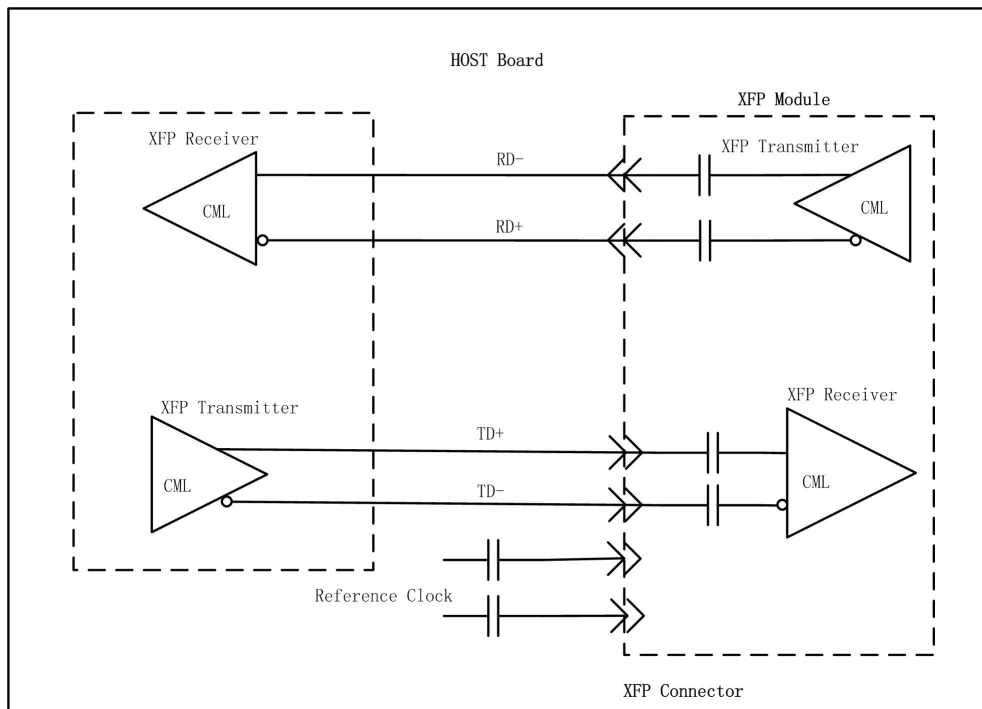 HOST Board
XFP Module
XFP Receiver
XFP Transmitter
RD-
CML
CML
RD+
XFP Receiver
XFP Transmitter
TD+
CML
CML
TD-
Reference Clock
XFP Connector